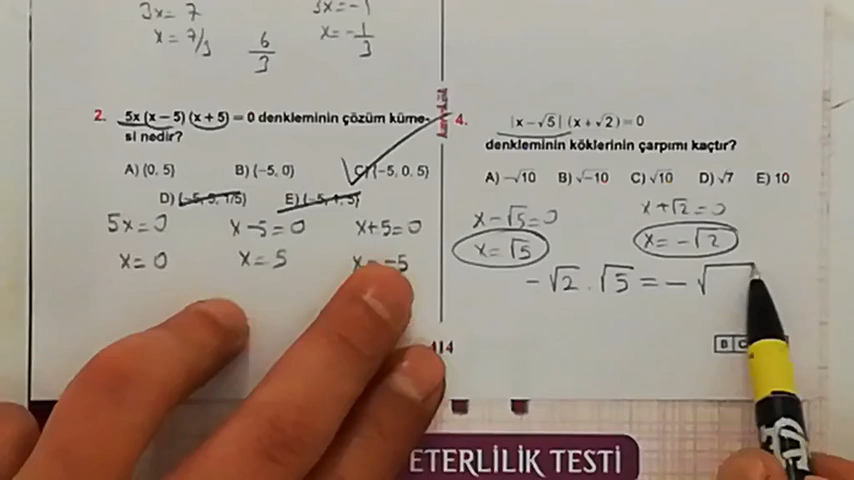 3x = 7
x = 7/3
6/3
3x = -1
x = -1/3
2. 5x (x – 5) (x + 5) = 0 denkleminin çözüm küme-
si nedir?
A) {0, 5} B) {–5, 0} C) {–5, 0, 5}
D) {–5, 5, 1/5} E) {–5, 1, 5}
5x = 0 x - 5 = 0 x + 5 = 0
x = 0 x = 5 x = -5
4. |x – √5| (x + √2) = 0
denkleminin köklerinin çarpımı kaçtır?
A) –√10 B) √–10 C) √10 D) √7 E) 10
x - √5 = 0 x + √2 = 0
x = √5 x = -√2
-√2 . √5 = -√
414
B C
ETERLİLİK TESTİ